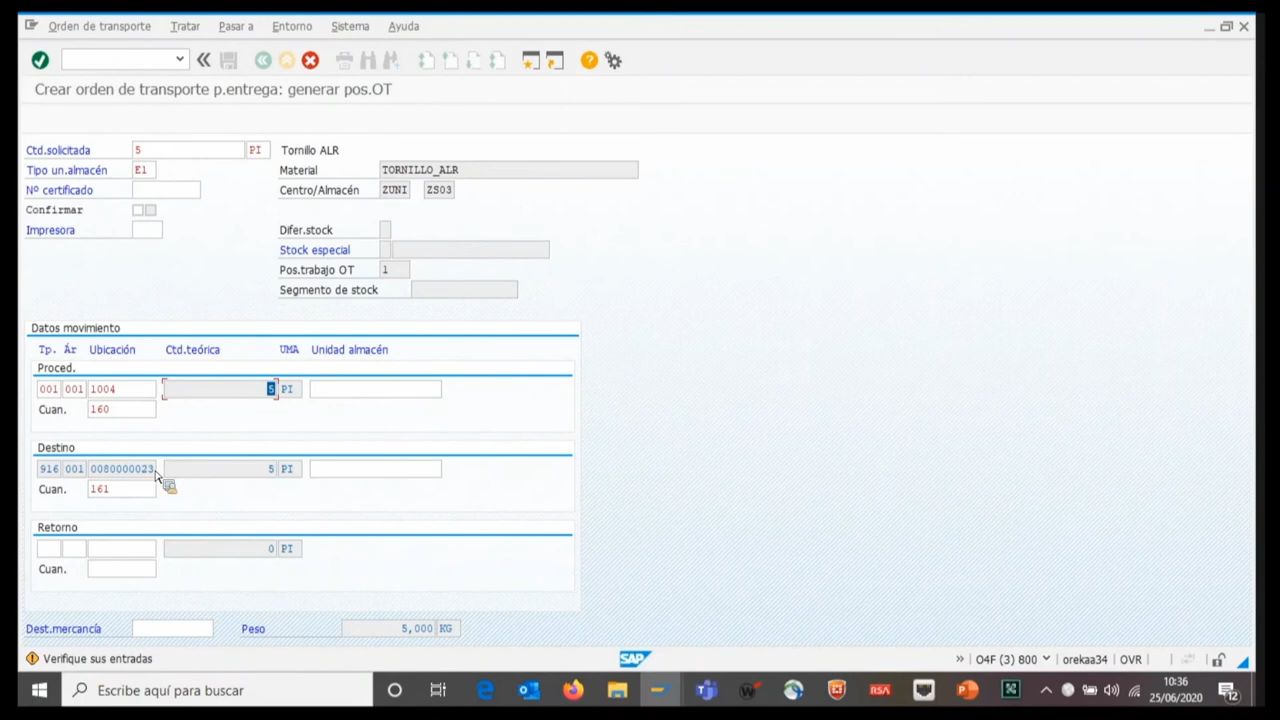 Orden de transporte Tratar Pasar a Entorno Sistema Ayuda
Crear orden de transporte p.entrega: generar pos.OT
Ctd.solicitada 5 PI Tornillo ALR
Tipo un.almacén E1 Material TORNILLO_ALR
Nº certificado Centro/Almacén ZUNI ZS03
Confirmar
Impresora Difer.stock
Stock especial
Pos.trabajo OT 1
Segmento de stock
Datos movimiento
Tp. Ár Ubicación Ctd.teórica UMA Unidad almacén
Proced.
001 001 1004 5 PI
Cuan. 160
Destino
916 001 0080000023 5 PI
Cuan. 161
Retorno
0 PI
Cuan.
Dest.mercancía Peso 5,000 KG
Verifique sus entradas SAP O4F (3) 800 orekaa34 OVR
Escribe aquí para buscar RSA 10:36
25/06/2020 12